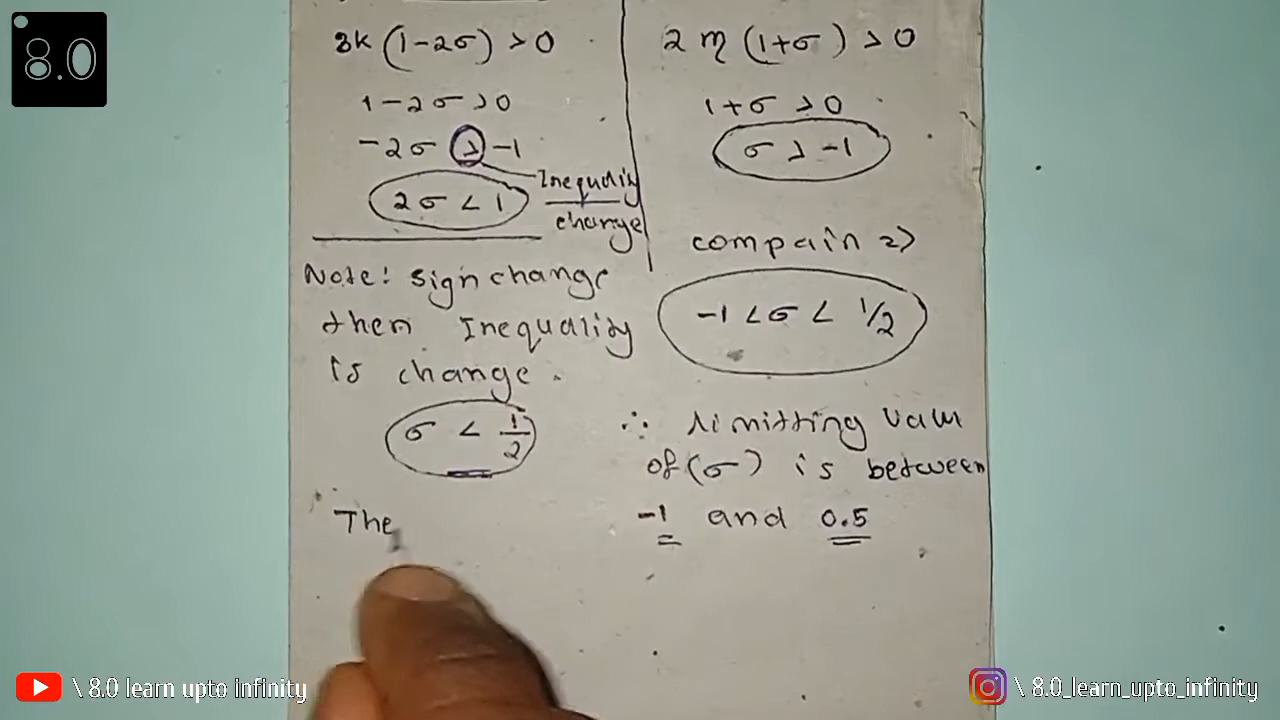 8.0
3k (1-2σ) > 0
1-2σ > 0
-2σ > -1
Inequality
change
2σ < 1
Note: sign change
then Inequality
is change.
σ < 1/2
The
2 η (1+σ) > 0
1+σ > 0
σ > -1
compain =>
-1 < σ < 1/2
∴ limitting valu
of (σ) is between
-1 and 0.5
\ 8.0 learn upto infinity
\ 8.0_learn_upto_infinity